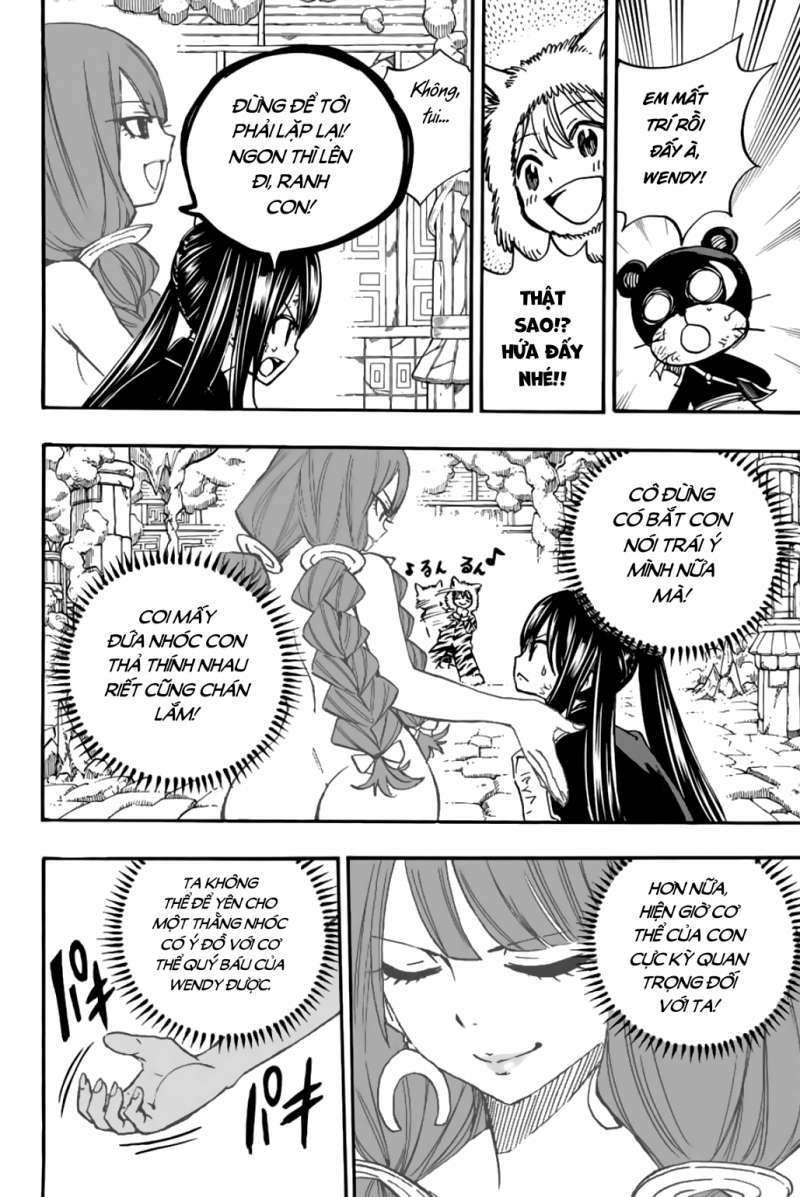 EM MẤT
TRÍ RỒI
ĐẤY À,
WENDY!
THẬT
SAO!?
HỨA ĐẤY
NHÉ!!
Không,
tui...
ĐỪNG ĐỂ TÔI
PHẢI LẶP LẠI!
NGON THÌ LÊN
ĐI, RANH
CON!
CÔ ĐỪNG
CÓ BẮT CON
NÓI TRÁI Ý
MÌNH NỮA
MÀ!
るん るん♪
COI MẤY
ĐỨA NHÓC CON
THẢ THÍNH NHAU
RIẾT CŨNG CHÁN
LẮM!
HƠN NỮA,
HIỆN GIỜ CƠ
THỂ CỦA CON
CỰC KỲ QUAN
TRỌNG ĐỐI
VỚI TA!
TA KHÔNG
THỂ ĐỂ YÊN CHO
MỘT THẰNG NHÓC
CÓ Ý ĐỒ VỚI CƠ
THỂ QUÝ BÁU CỦA
WENDY ĐƯỢC.
パキ
パキ